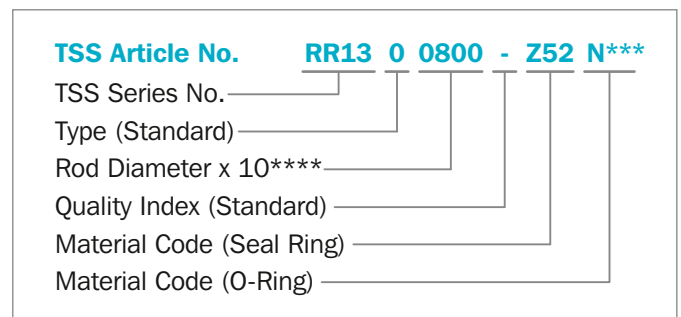 TSS Article No. RR13 0 0800 - Z52 N***
TSS Series No.
Type (Standard)
Rod Diameter x 10****
Quality Index (Standard)
Material Code (Seal Ring)
Material Code (O-Ring)